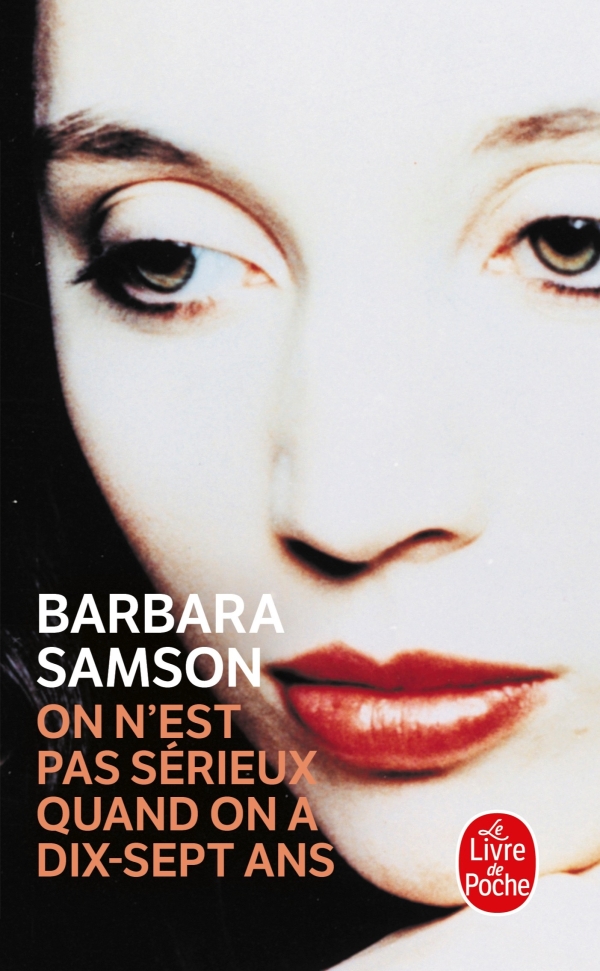 BARBARA
SAMSON
ON N'EST
PAS SÉRIEUX
QUAND ON A
DIX-SEPT ANS
Le
Livre
de
Poche